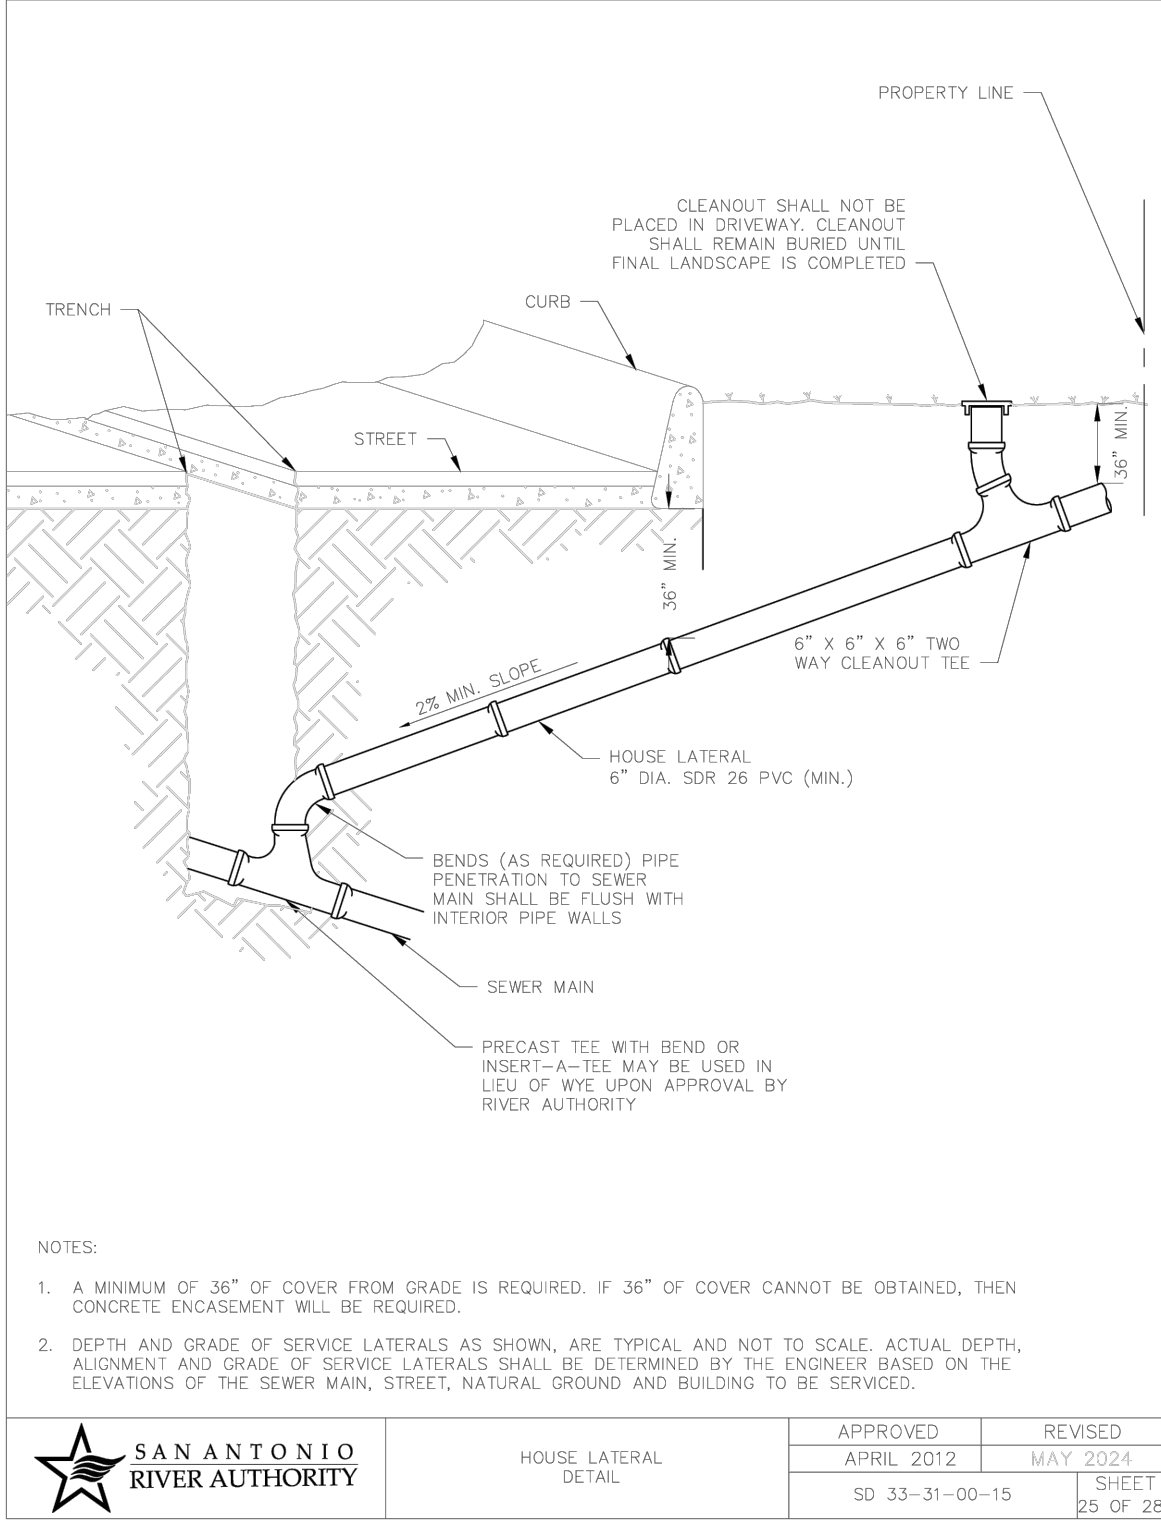 PROPERTY LINE
CLEANOUT SHALL NOT BE
PLACED IN DRIVEWAY. CLEANOUT
SHALL REMAIN BURIED UNTIL
FINAL LANDSCAPE IS COMPLETED
CURB
TRENCH
STREET
36" MIN.
36" MIN.
6" X 6" X 6" TWO
WAY CLEANOUT TEE
2% MIN. SLOPE
HOUSE LATERAL
6" DIA. SDR 26 PVC (MIN.)
BENDS (AS REQUIRED) PIPE
PENETRATION TO SEWER
MAIN SHALL BE FLUSH WITH
INTERIOR PIPE WALLS
SEWER MAIN
PRECAST TEE WITH BEND OR
INSERT-A-TEE MAY BE USED IN
LIEU OF WYE UPON APPROVAL BY
RIVER AUTHORITY
NOTES:
1. A MINIMUM OF 36" OF COVER FROM GRADE IS REQUIRED. IF 36" OF COVER CANNOT BE OBTAINED, THEN
CONCRETE ENCASEMENT WILL BE REQUIRED.
2. DEPTH AND GRADE OF SERVICE LATERALS AS SHOWN, ARE TYPICAL AND NOT TO SCALE. ACTUAL DEPTH,
ALIGNMENT AND GRADE OF SERVICE LATERALS SHALL BE DETERMINED BY THE ENGINEER BASED ON THE
ELEVATIONS OF THE SEWER MAIN, STREET, NATURAL GROUND AND BUILDING TO BE SERVICED.
SAN ANTONIO
RIVER AUTHORITY
HOUSE LATERAL
DETAIL
APPROVED
REVISED
APRIL 2012
MAY 2024
SD 33-31-00-15
SHEET
25 OF 28